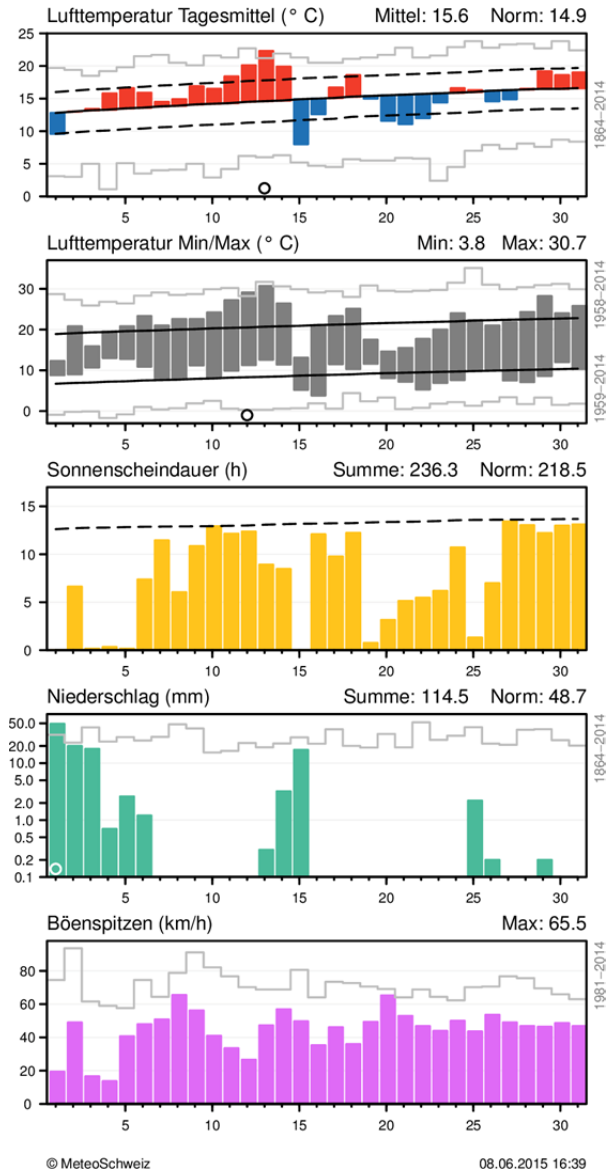 Lufttemperatur Tagesmittel (° C) Mittel: 15.6 Norm: 14.9
25
20
15
10
5
0
5 10 15 20 25 30
1864−2014
Lufttemperatur Min/Max (° C) Min: 3.8 Max: 30.7
30
20
10
0
5 10 15 20 25 30
1959−2014 1958−2014
Sonnenscheindauer (h) Summe: 236.3 Norm: 218.5
15
10
5
0
5 10 15 20 25 30
Niederschlag (mm) Summe: 114.5 Norm: 48.7
50.0
20.0
10.0
5.0
2.0
1.0
0.5
0.2
0.1
5 10 15 20 25 30
1864−2014
Böenspitzen (km/h) Max: 65.5
80
60
40
20
0
5 10 15 20 25 30
1981−2014
© MeteoSchweiz 08.06.2015 16:39